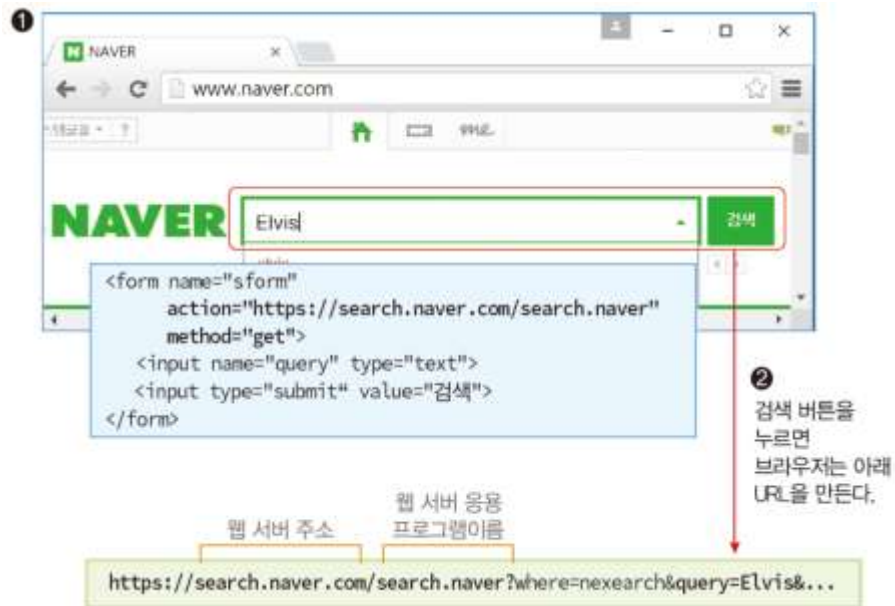 ❶
NAVER ×
www.naver.com
NAVER Elvis 검색
<form name="sform"
action="https://search.naver.com/search.naver"
method="get">
<input name="query" type="text">
<input type="submit“ value="검색">
</form>
❷
검색 버튼을
누르면
브라우저는 아래
URL을 만든다.
웹 서버 주소
웹 서버 응용
프로그램이름
https://search.naver.com/search.naver?where=nexearch&query=Elvis&...